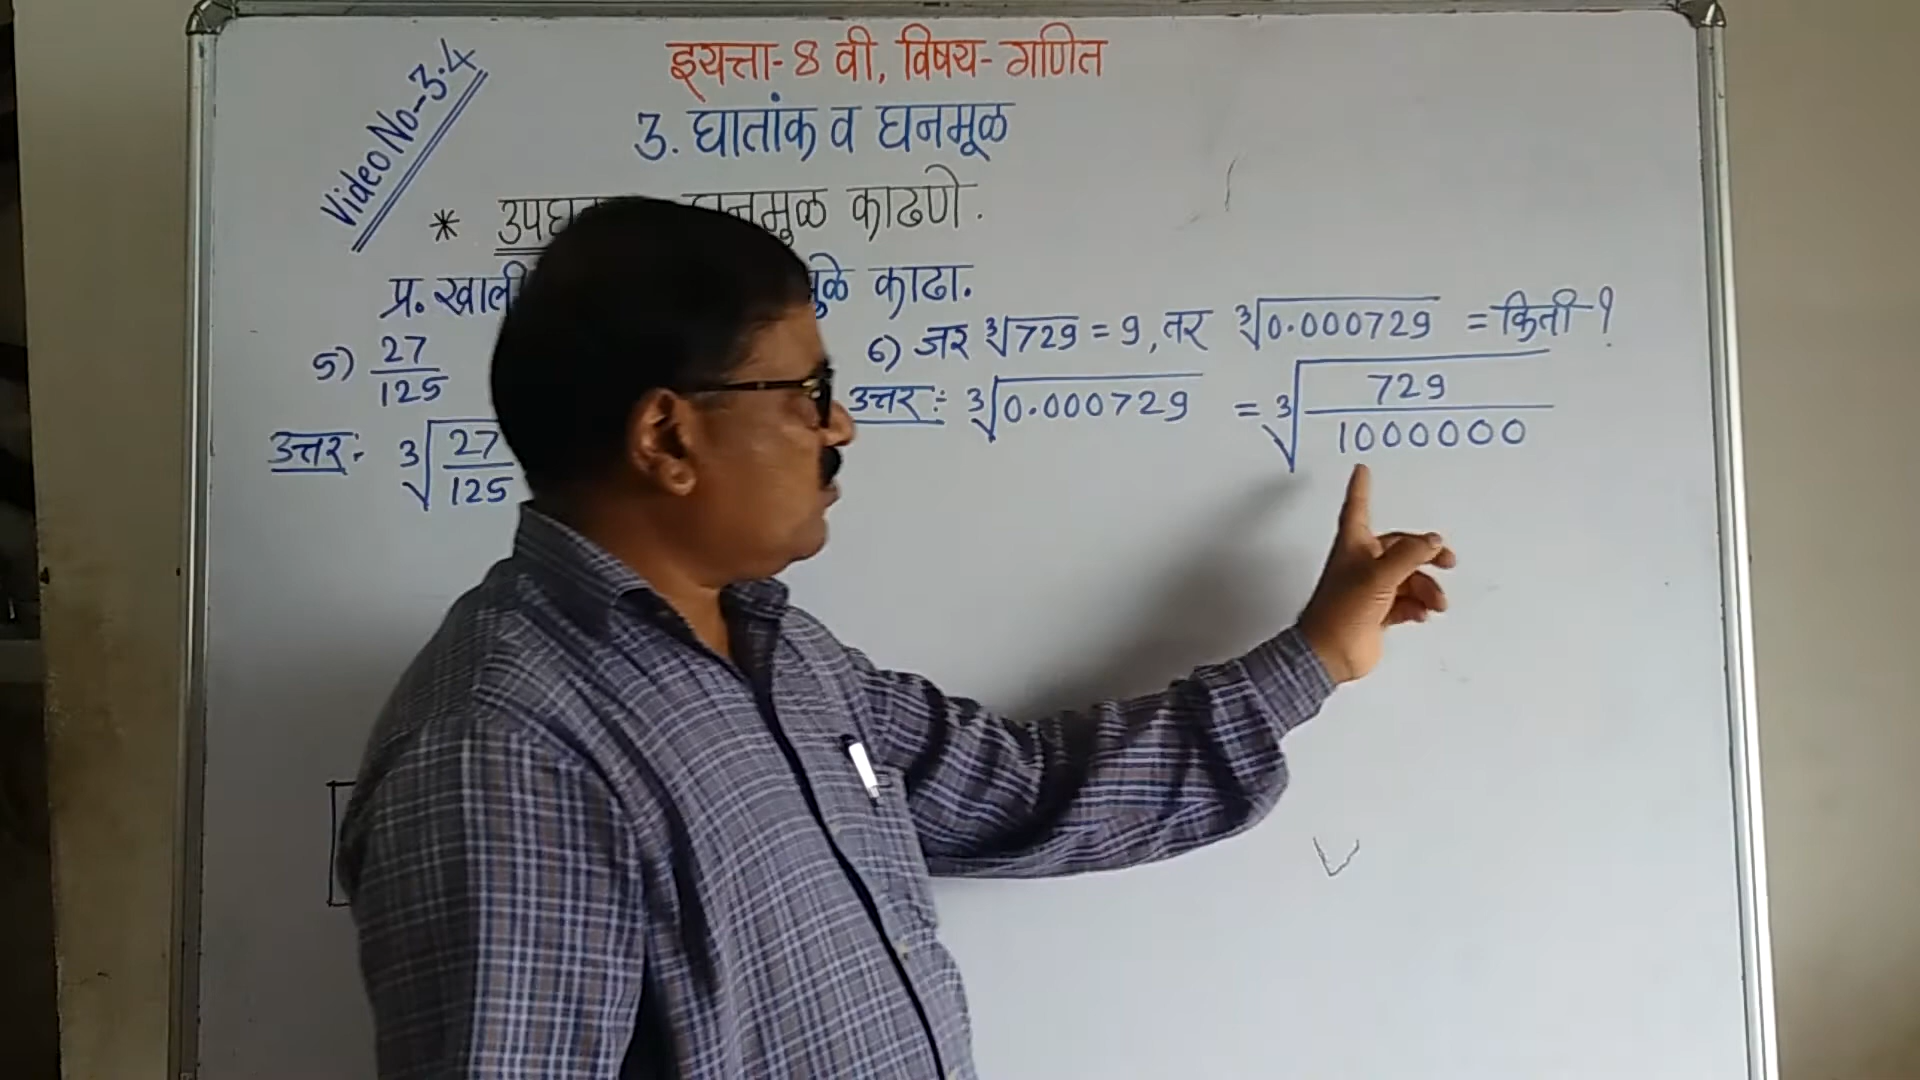 Video No-3.4
इयत्ता- 8 वी, विषय- गणित
3. घातांक व घनमूळ
* घनमुळ काढणे.
प्र. काढा.
5) 27/125
उत्तर:- ∛27/125
6) जर ∛729 = 9, तर ∛0.000729 = किती?
उत्तर:- ∛0.000729 = ∛729/1000000